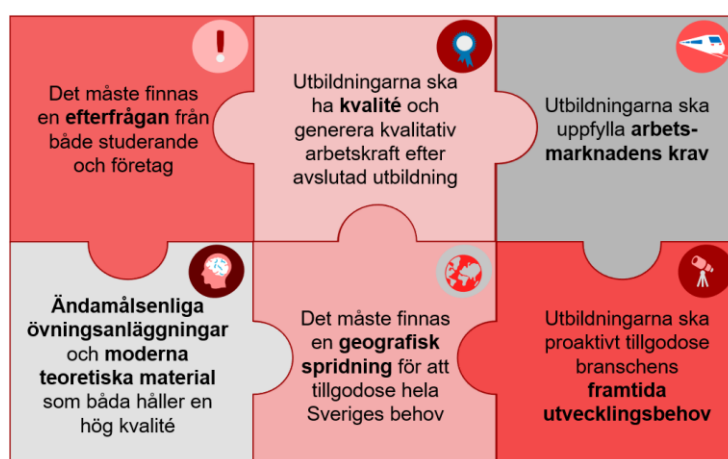 Det måste finnas
en efterfrågan från
både studerande
och företag
Utbildningarna ska
ha kvalité och
generera kvalitativ
arbetskraft efter
avslutad utbildning
Utbildningarna ska
uppfylla arbets-
marknadens krav
Ändamålsenliga
övningsanläggningar
och moderna
teoretiska material
som båda håller en
hög kvalité
Det måste finnas
en geografisk
spridning för att
tillgodose hela
Sveriges behov
Utbildningarna ska
proaktivt tillgodose
branschens
framtida
utvecklingsbehov